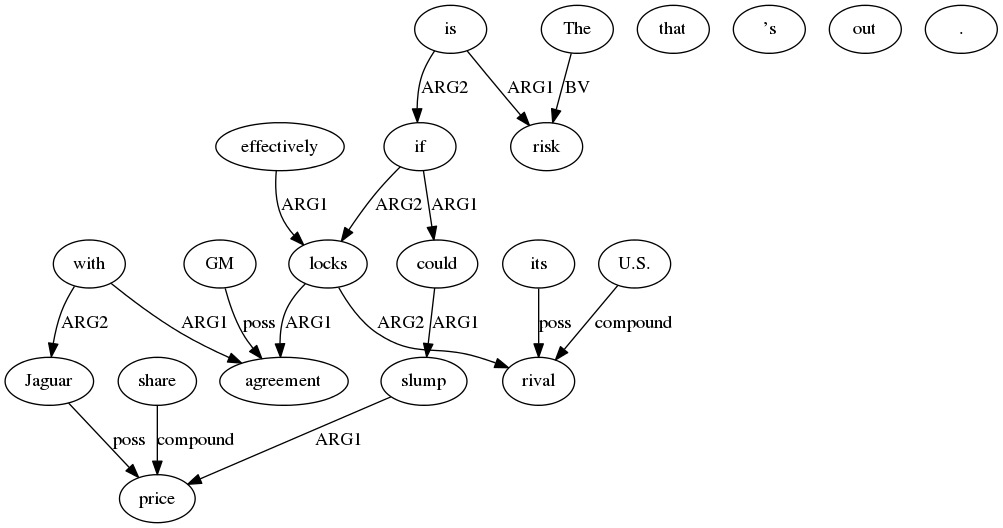 is The that ’s out .
ARG2 ARG1 BV
effectively if risk
ARG1 ARG2 ARG1
with GM locks could its U.S.
ARG2 ARG1 poss ARG1 ARG2 ARG1 poss compound
Jaguar share agreement slump rival
poss compound ARG1
price